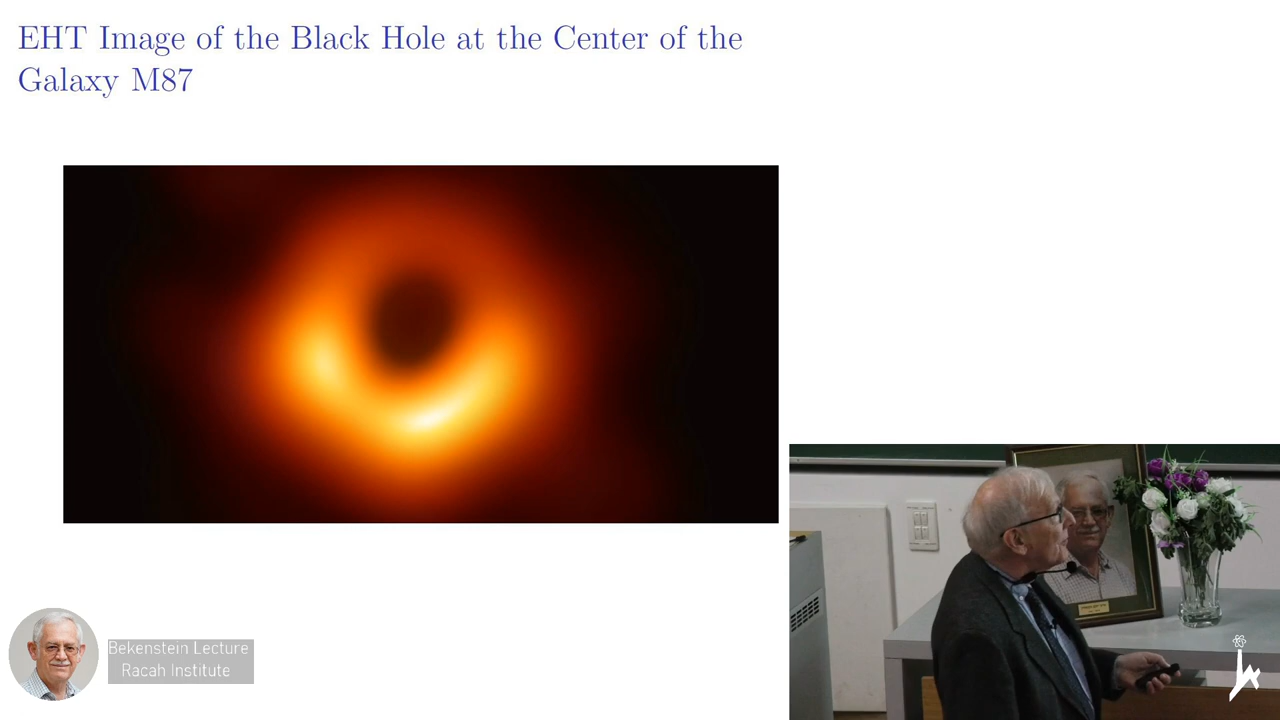 EHT Image of the Black Hole at the Center of the
Galaxy M87
Bekenstein Lecture
Racah Institute